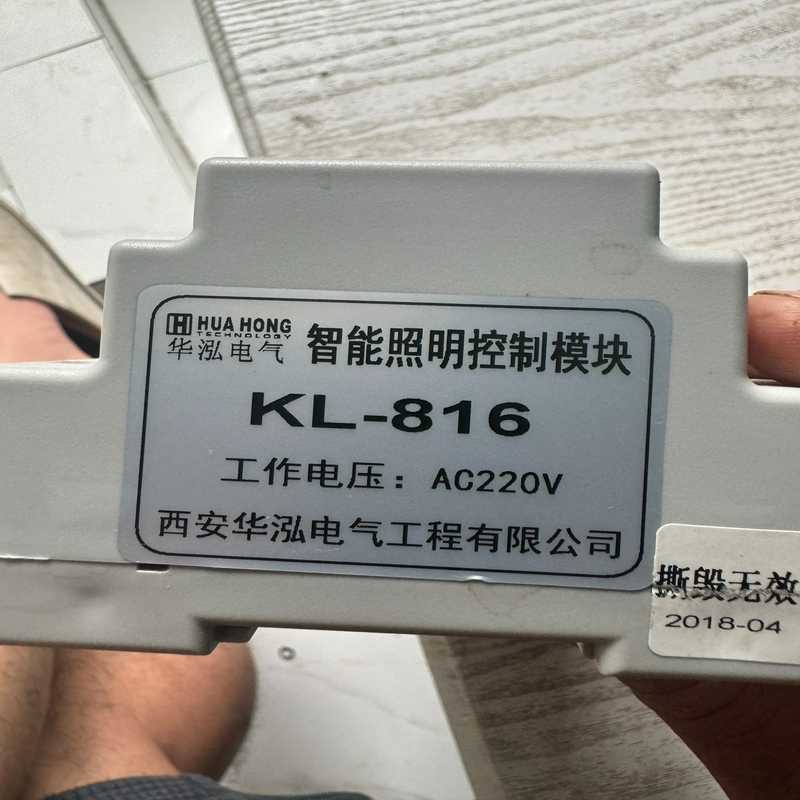 HUA HONG
TECHNOLOGY
华泓电气 智能照明控制模块
KL-816
工作电压：AC220V
西安华泓电气工程有限公司
撕毁无效
2018-04